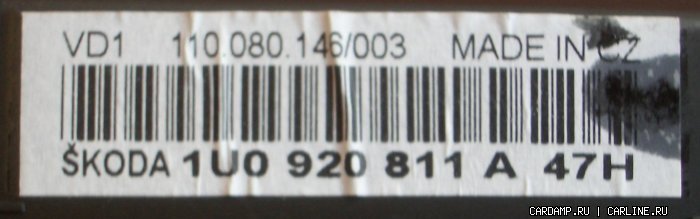 VD1 110.080.146/003 MADE IN CZ
ŠKODA 1U0 920 811 A 47H
CARDAMP.RU | CARLINE.RU